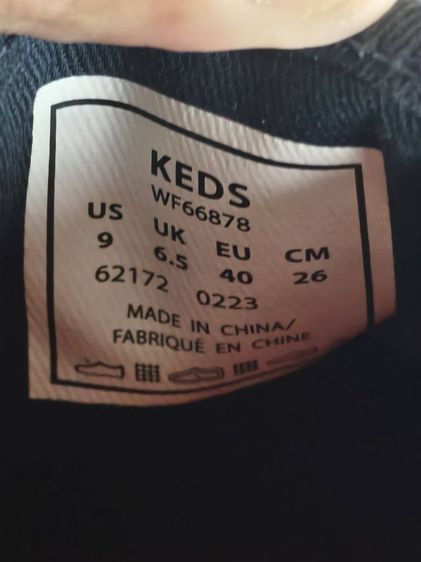 KEDS
WF66878
US UK EU CM
9 6.5 40 26
62172 0223
MADE IN CHINA/
FABRIQUÉ EN CHINE